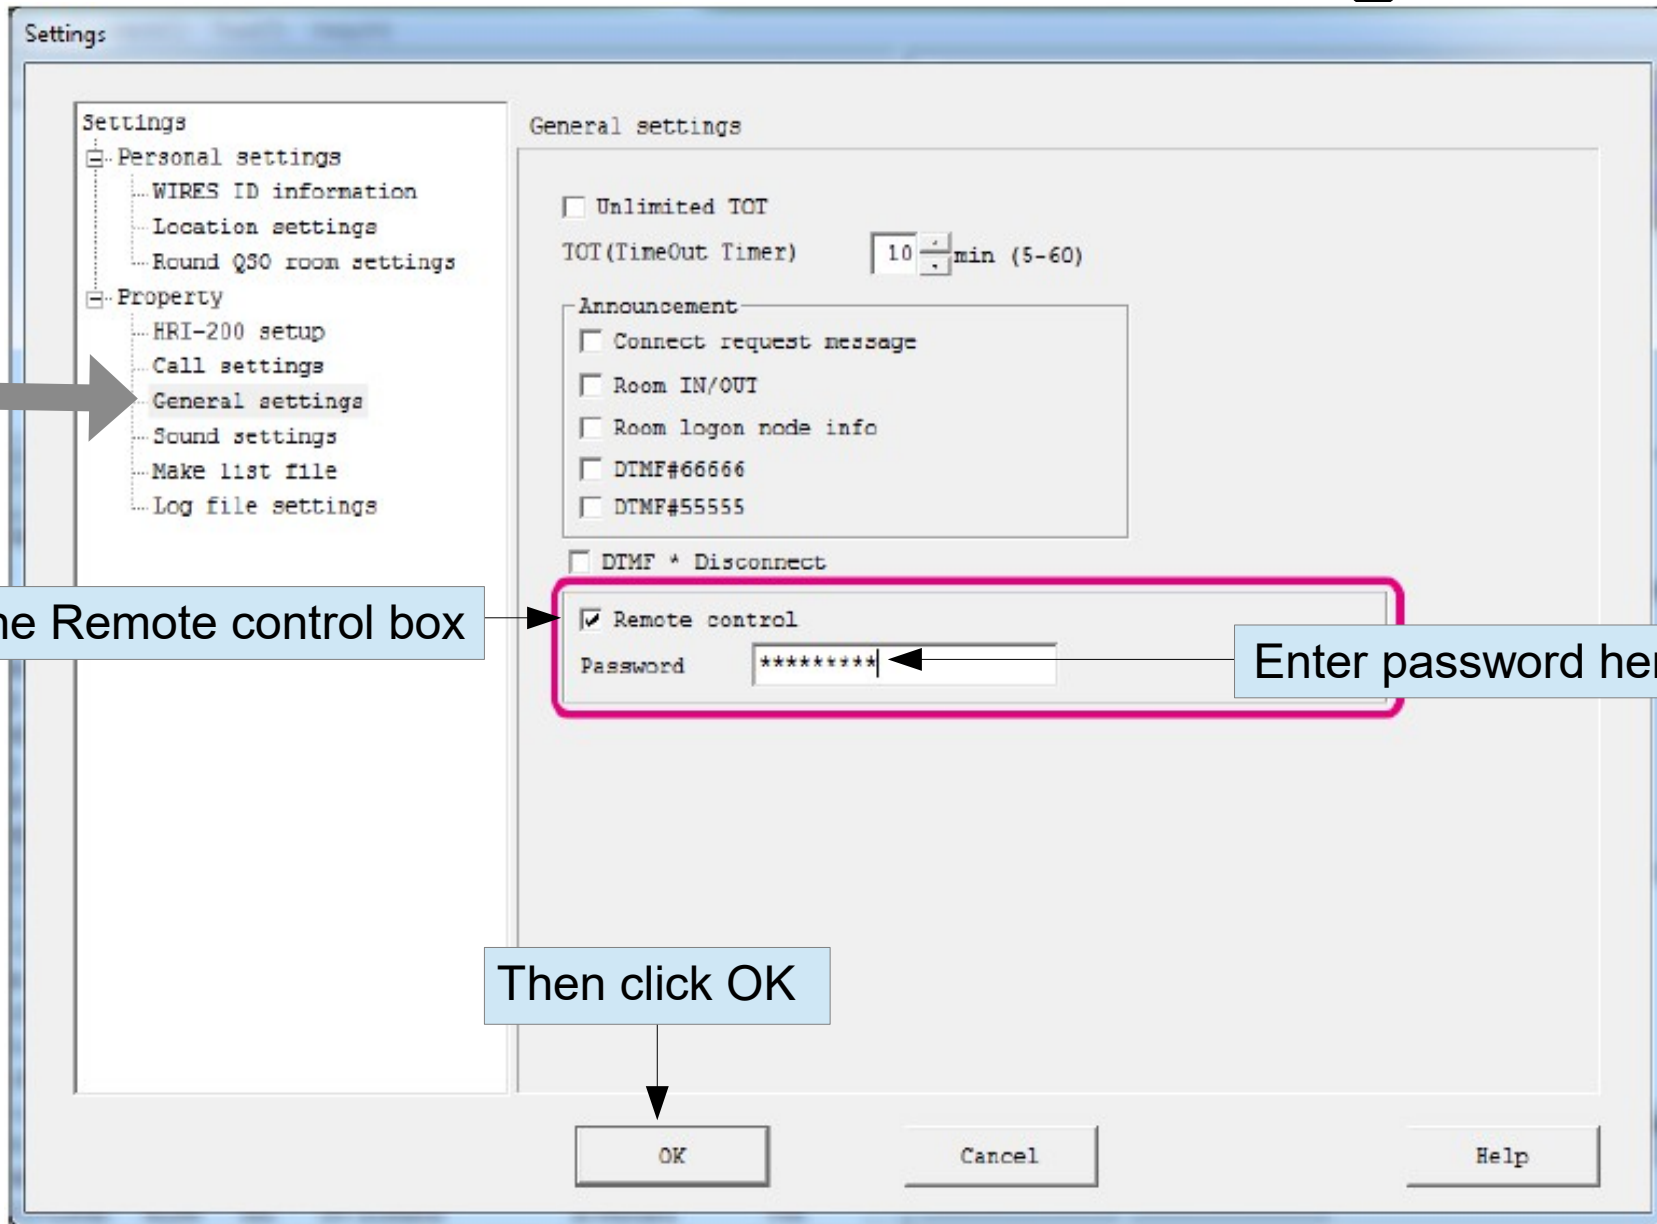 Settings
Settings
Personal settings
WIRES ID information
Location settings
Round QSO room settings
Property
HRI-200 setup
Call settings
General settings
Sound settings
Make list file
Log file settings
General settings
Unlimited TOT
TOT(TimeOut Timer) 10 min (5-60)
Announcement
Connect request message
Room IN/OUT
Room logon node info
DTMF#66666
DTMF#55555
DTMF * Disconnect
Remote control
Password *********
he Remote control box
Enter password her
Then click OK
OK Cancel Help